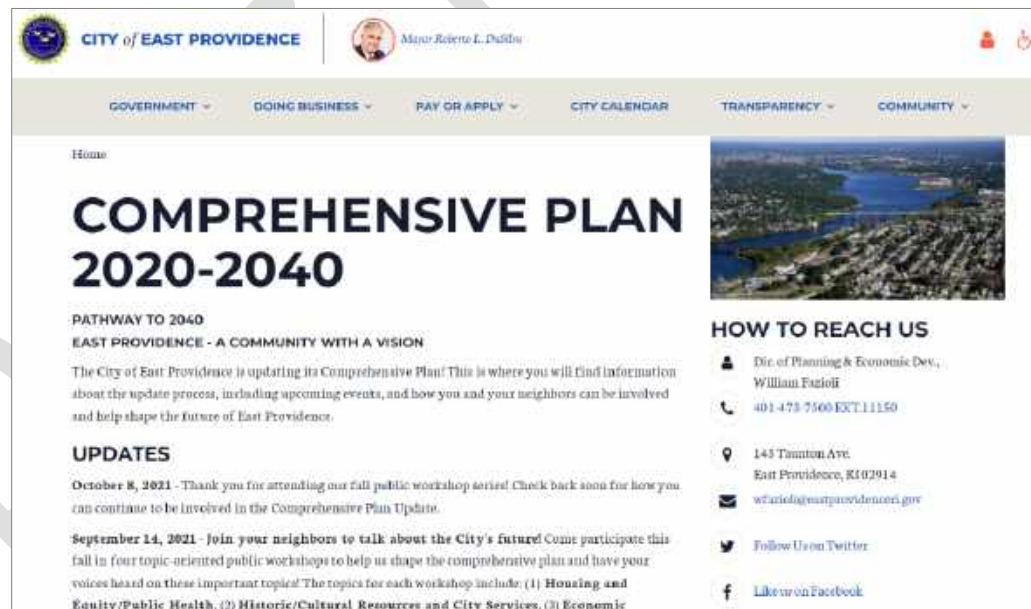 CITY of EAST PROVIDENCE
Mayor Roberto L. DaSilva
GOVERNMENT
DOING BUSINESS
PAY OR APPLY
CITY CALENDAR
TRANSPARENCY
COMMUNITY
Home
COMPREHENSIVE PLAN
2020-2040
PATHWAY TO 2040
EAST PROVIDENCE - A COMMUNITY WITH A VISION
The City of East Providence is updating its Comprehensive Plan! This is where you will find information
about the update process, including upcoming events, and how you and your neighbors can be involved
and help shape the future of East Providence.
UPDATES
October 8, 2021 - Thank you for attending our fall public workshop series! Check back soon for how you
can continue to be involved in the Comprehensive Plan Update.
September 14, 2021 - Join your neighbors to talk about the City's future! Come participate this
fall in four topic-oriented public workshops to help us shape the comprehensive plan and have your
voices heard on these important topics! The topics for each workshop include: (1) Housing and
Equity/Public Health, (2) Historic/Cultural Resources and City Services, (3) Economic
HOW TO REACH US
Dir. of Planning & Economic Dev.,
William Fazioli
401-473-7500 EXT.11150
145 Taunton Ave.
East Providence, RI 02914
wfazioli@eastprovidenceri.gov
Follow Us on Twitter
Like us on Facebook